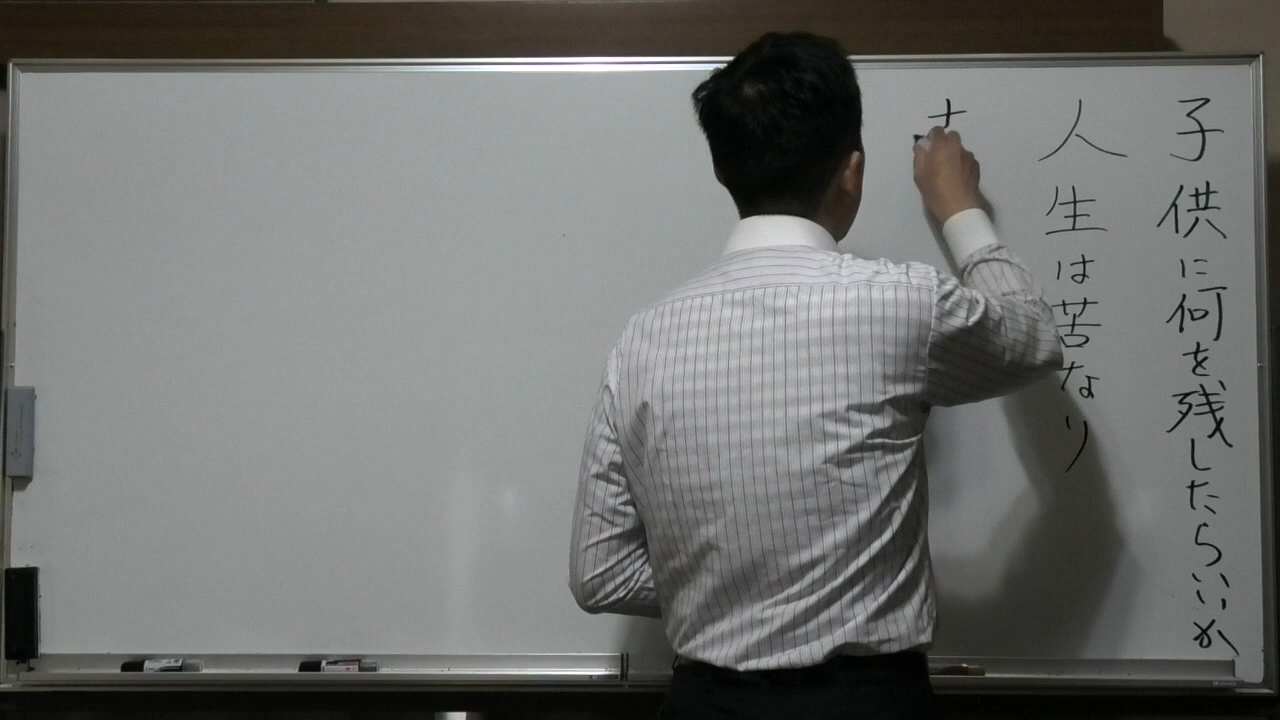 子供に何を残したらいいか
人生は苦なり